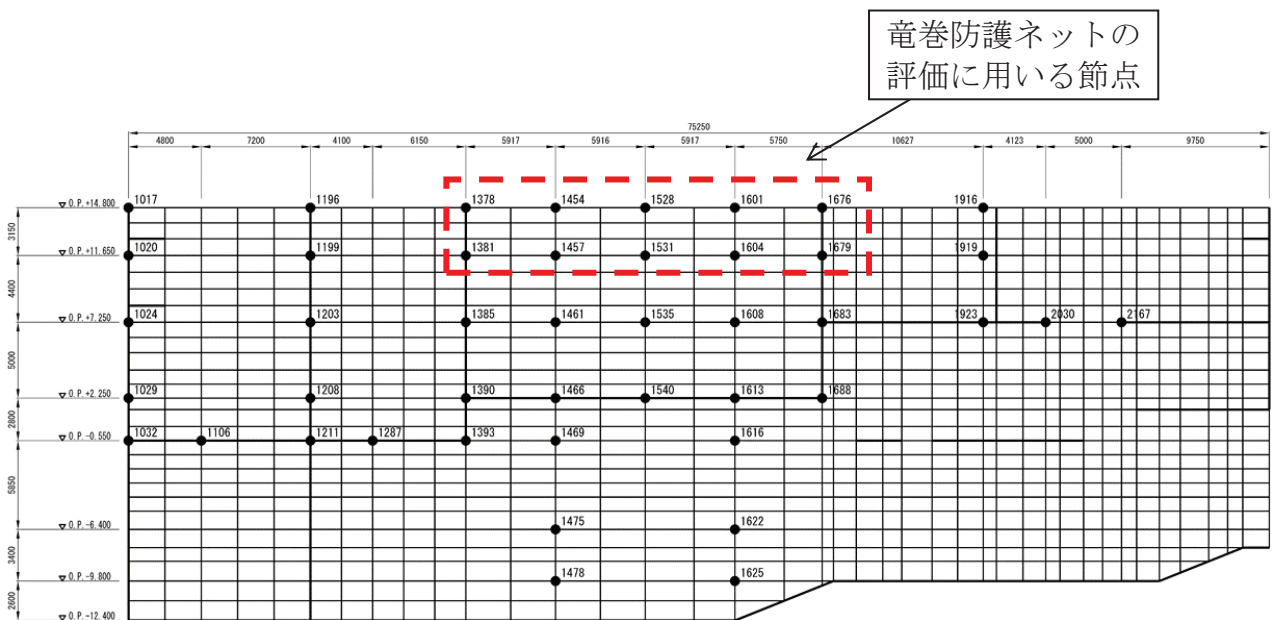 竜巻防護ネットの
評価に用いる節点
75250
4800 7200 4100 6150 5917 5916 5917 5750 10627 4123 5000 9750
▽ O.P. +14.800 1017 1196 1378 1454 1528 1601 1676 1916
3150
▽ O.P. +11.650 1020 1199 1381 1457 1531 1604 1679 1919
4400
▽ O.P. +7.250 1024 1203 1385 1461 1535 1608 1683 1923 2030 2167
5000
▽ O.P. +2.250 1029 1208 1390 1466 1540 1613 1688
2800
▽ O.P. -0.550 1032 1106 1211 1287 1393 1469 1616
5850
▽ O.P. -6.400 1475 1622
3400
▽ O.P. -9.800 1478 1625
2600
▽ O.P. -12.400